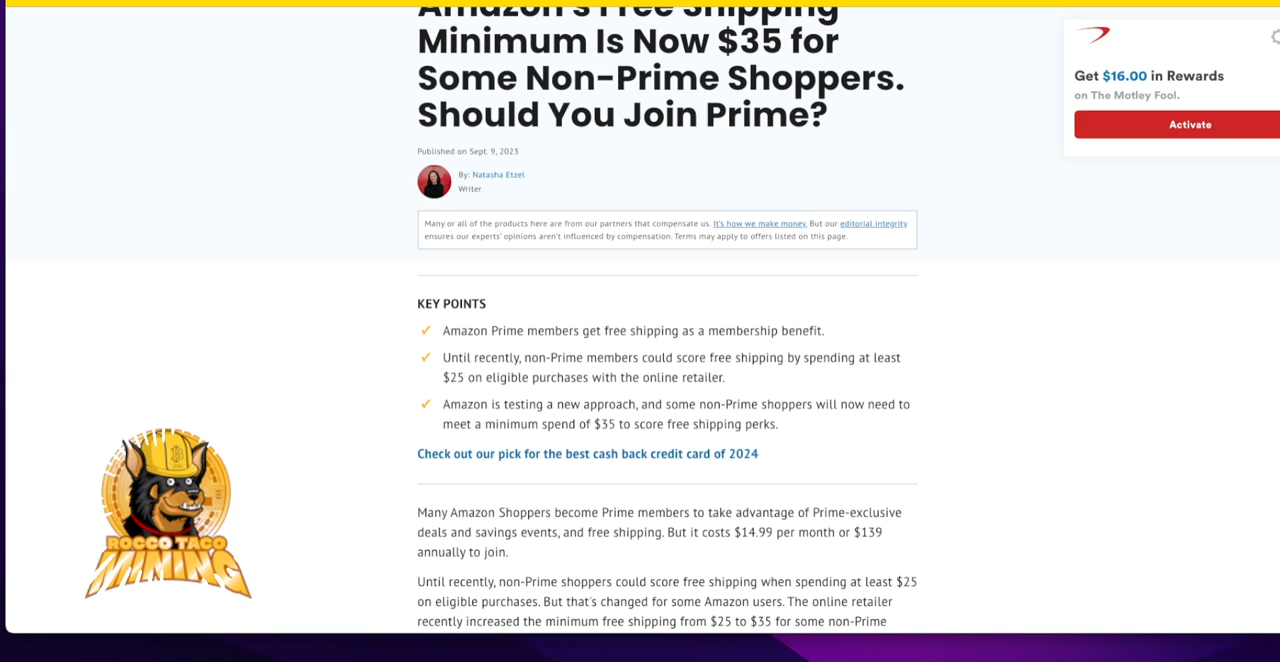 Amazon's Free Shipping
Minimum Is Now $35 for
Some Non-Prime Shoppers.
Should You Join Prime?
Published on Sept. 9, 2023
By: Natasha Etzel
Writer
Many or all of the products here are from our partners that compensate us. It's how we make money. But our editorial integrity
ensures our experts' opinions aren't influenced by compensation. Terms may apply to offers listed on this page.
KEY POINTS
Amazon Prime members get free shipping as a membership benefit.
Until recently, non-Prime members could score free shipping by spending at least
$25 on eligible purchases with the online retailer.
Amazon is testing a new approach, and some non-Prime shoppers will now need to
meet a minimum spend of $35 to score free shipping perks.
Check out our pick for the best cash back credit card of 2024
Many Amazon Shoppers become Prime members to take advantage of Prime-exclusive
deals and savings events, and free shipping. But it costs $14.99 per month or $139
annually to join.
Until recently, non-Prime shoppers could score free shipping when spending at least $25
on eligible purchases. But that's changed for some Amazon users. The online retailer
recently increased the minimum free shipping from $25 to $35 for some non-Prime
Get $16.00 in Rewards
on The Motley Fool.
Activate
ROCCO TACO
MINING